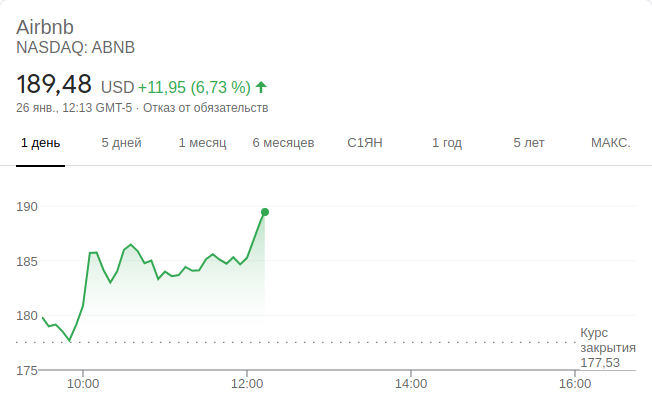 Airbnb
NASDAQ: ABNB
189,48 USD +11,95 (6,73 %)
26 янв., 12:13 GMT-5 · Отказ от обязательств
1 день 5 дней 1 месяц 6 месяцев С1ЯН 1 год 5 лет МАКС.
190
185
180
175
Курс
закрытия
177,53
10:00 12:00 14:00 16:00